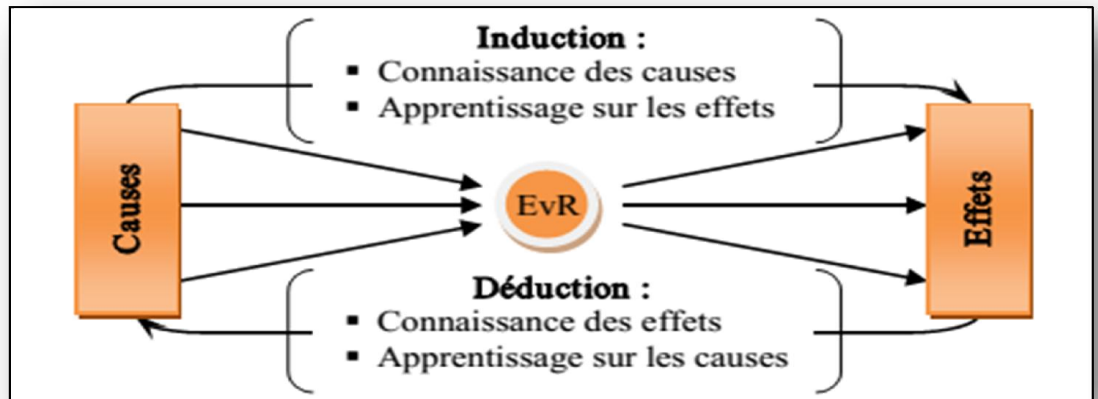 Induction :
▪ Connaissance des causes
▪ Apprentissage sur les effets
Causes
EvR
Effets
Déduction :
▪ Connaissance des effets
▪ Apprentissage sur les causes